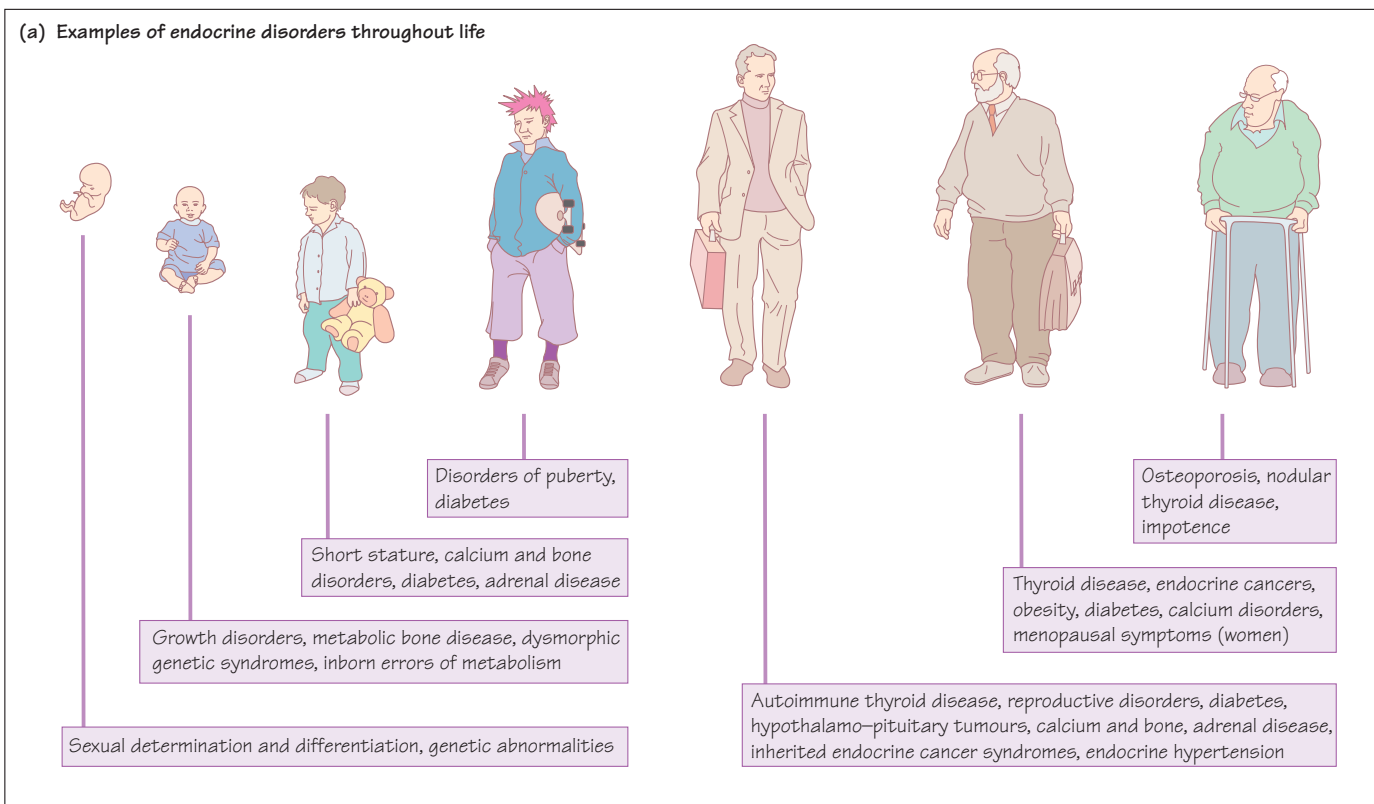 (a) Examples of endocrine disorders throughout life
Disorders of puberty,
diabetes
Short stature, calcium and bone
disorders, diabetes, adrenal disease
Growth disorders, metabolic bone disease, dysmorphic
genetic syndromes, inborn errors of metabolism
Sexual determination and differentiation, genetic abnormalities
Osteoporosis, nodular
thyroid disease,
impotence
Thyroid disease, endocrine cancers,
obesity, diabetes, calcium disorders,
menopausal symptoms (women)
Autoimmune thyroid disease, reproductive disorders, diabetes,
hypothalamo–pituitary tumours, calcium and bone, adrenal disease,
inherited endocrine cancer syndromes, endocrine hypertension